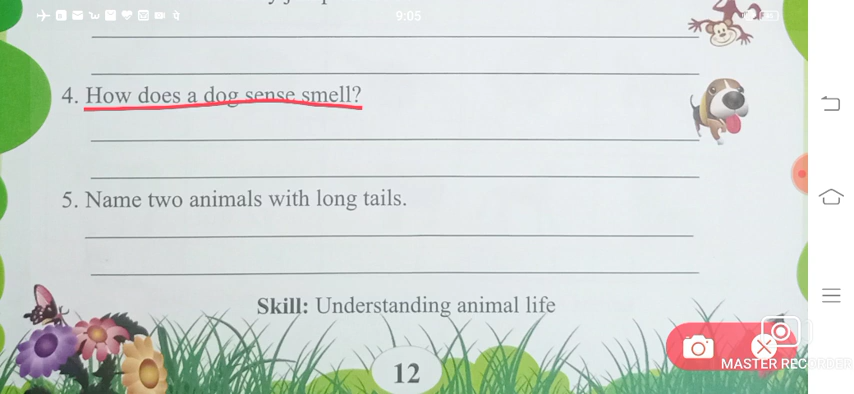 9:05
4. How does a dog sense smell?
5. Name two animals with long tails.
Skill: Understanding animal life
12
MASTER RECORDER